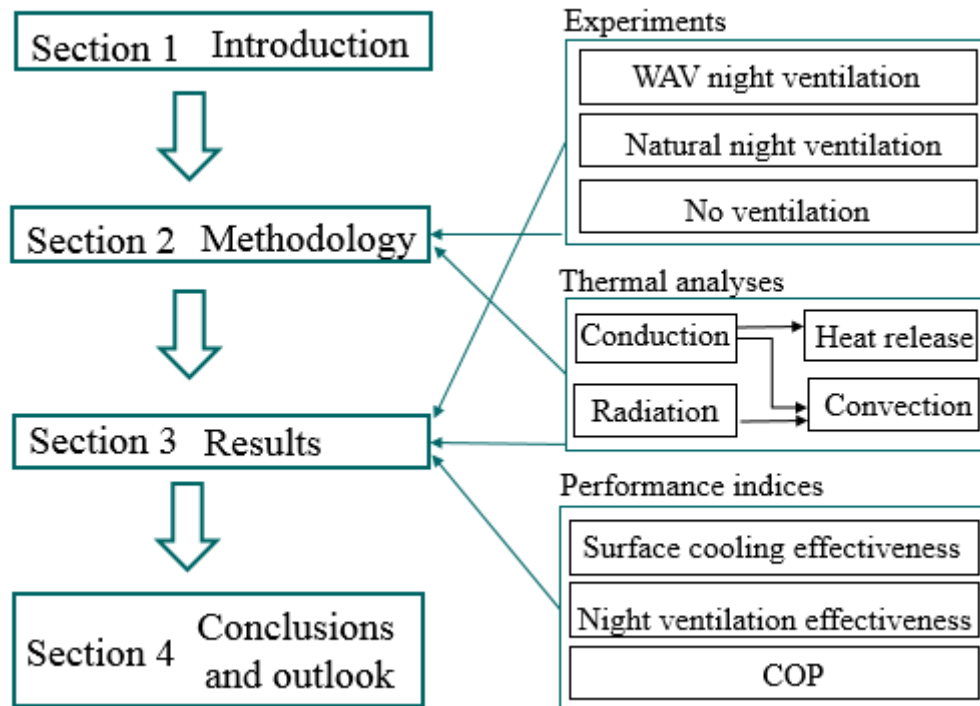 Section 1 Introduction
Section 2 Methodology
Section 3 Results
Section 4 Conclusions
and outlook
Experiments
WAV night ventilation
Natural night ventilation
No ventilation
Thermal analyses
Conduction
Heat release
Radiation
Convection
Performance indices
Surface cooling effectiveness
Night ventilation effectiveness
COP